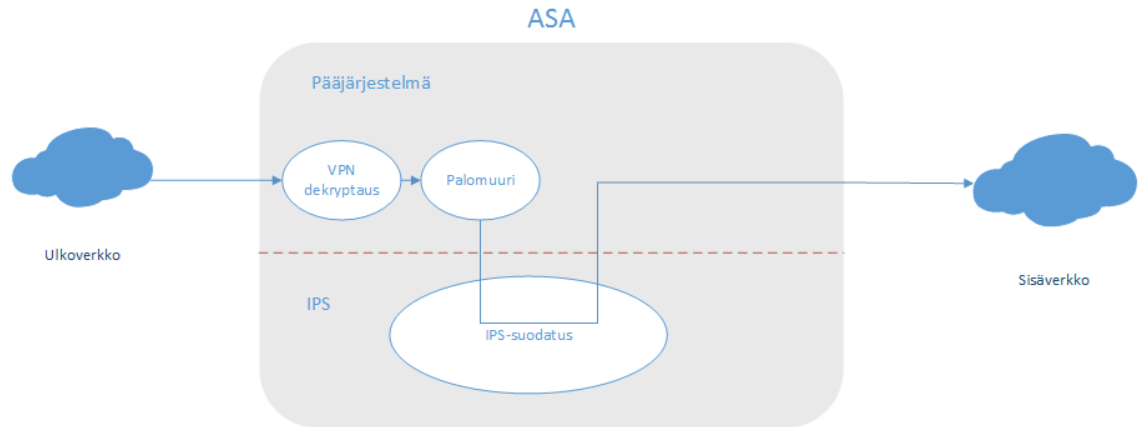 ASA
Pääjärjestelmä
VPN
dekryptaus
Palomuuri
Ulkoverkko
Sisäverkko
IPS
IPS-suodatus